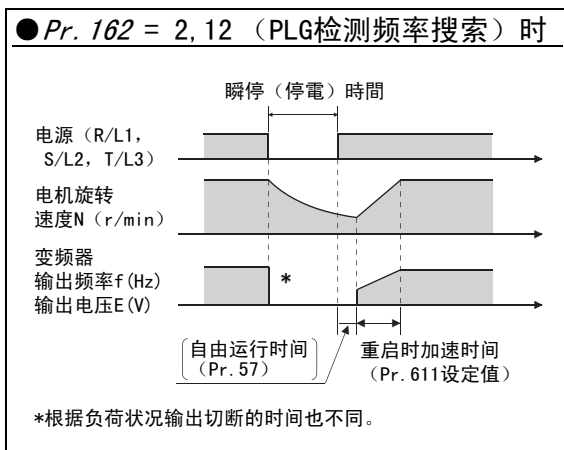 ●Pr. 162 = 2, 12 （PLG检测频率搜索）时
瞬停（停電）時間
电源（R/L1，
S/L2，T/L3）
电机旋转
速度N（r/min）
变频器
输出频率f(Hz)
输出电压E(V)
*
自由运行时间
（Pr.57）
重启时加速时间
（Pr.611设定值）
*根据负荷状况输出切断的时间也不同。